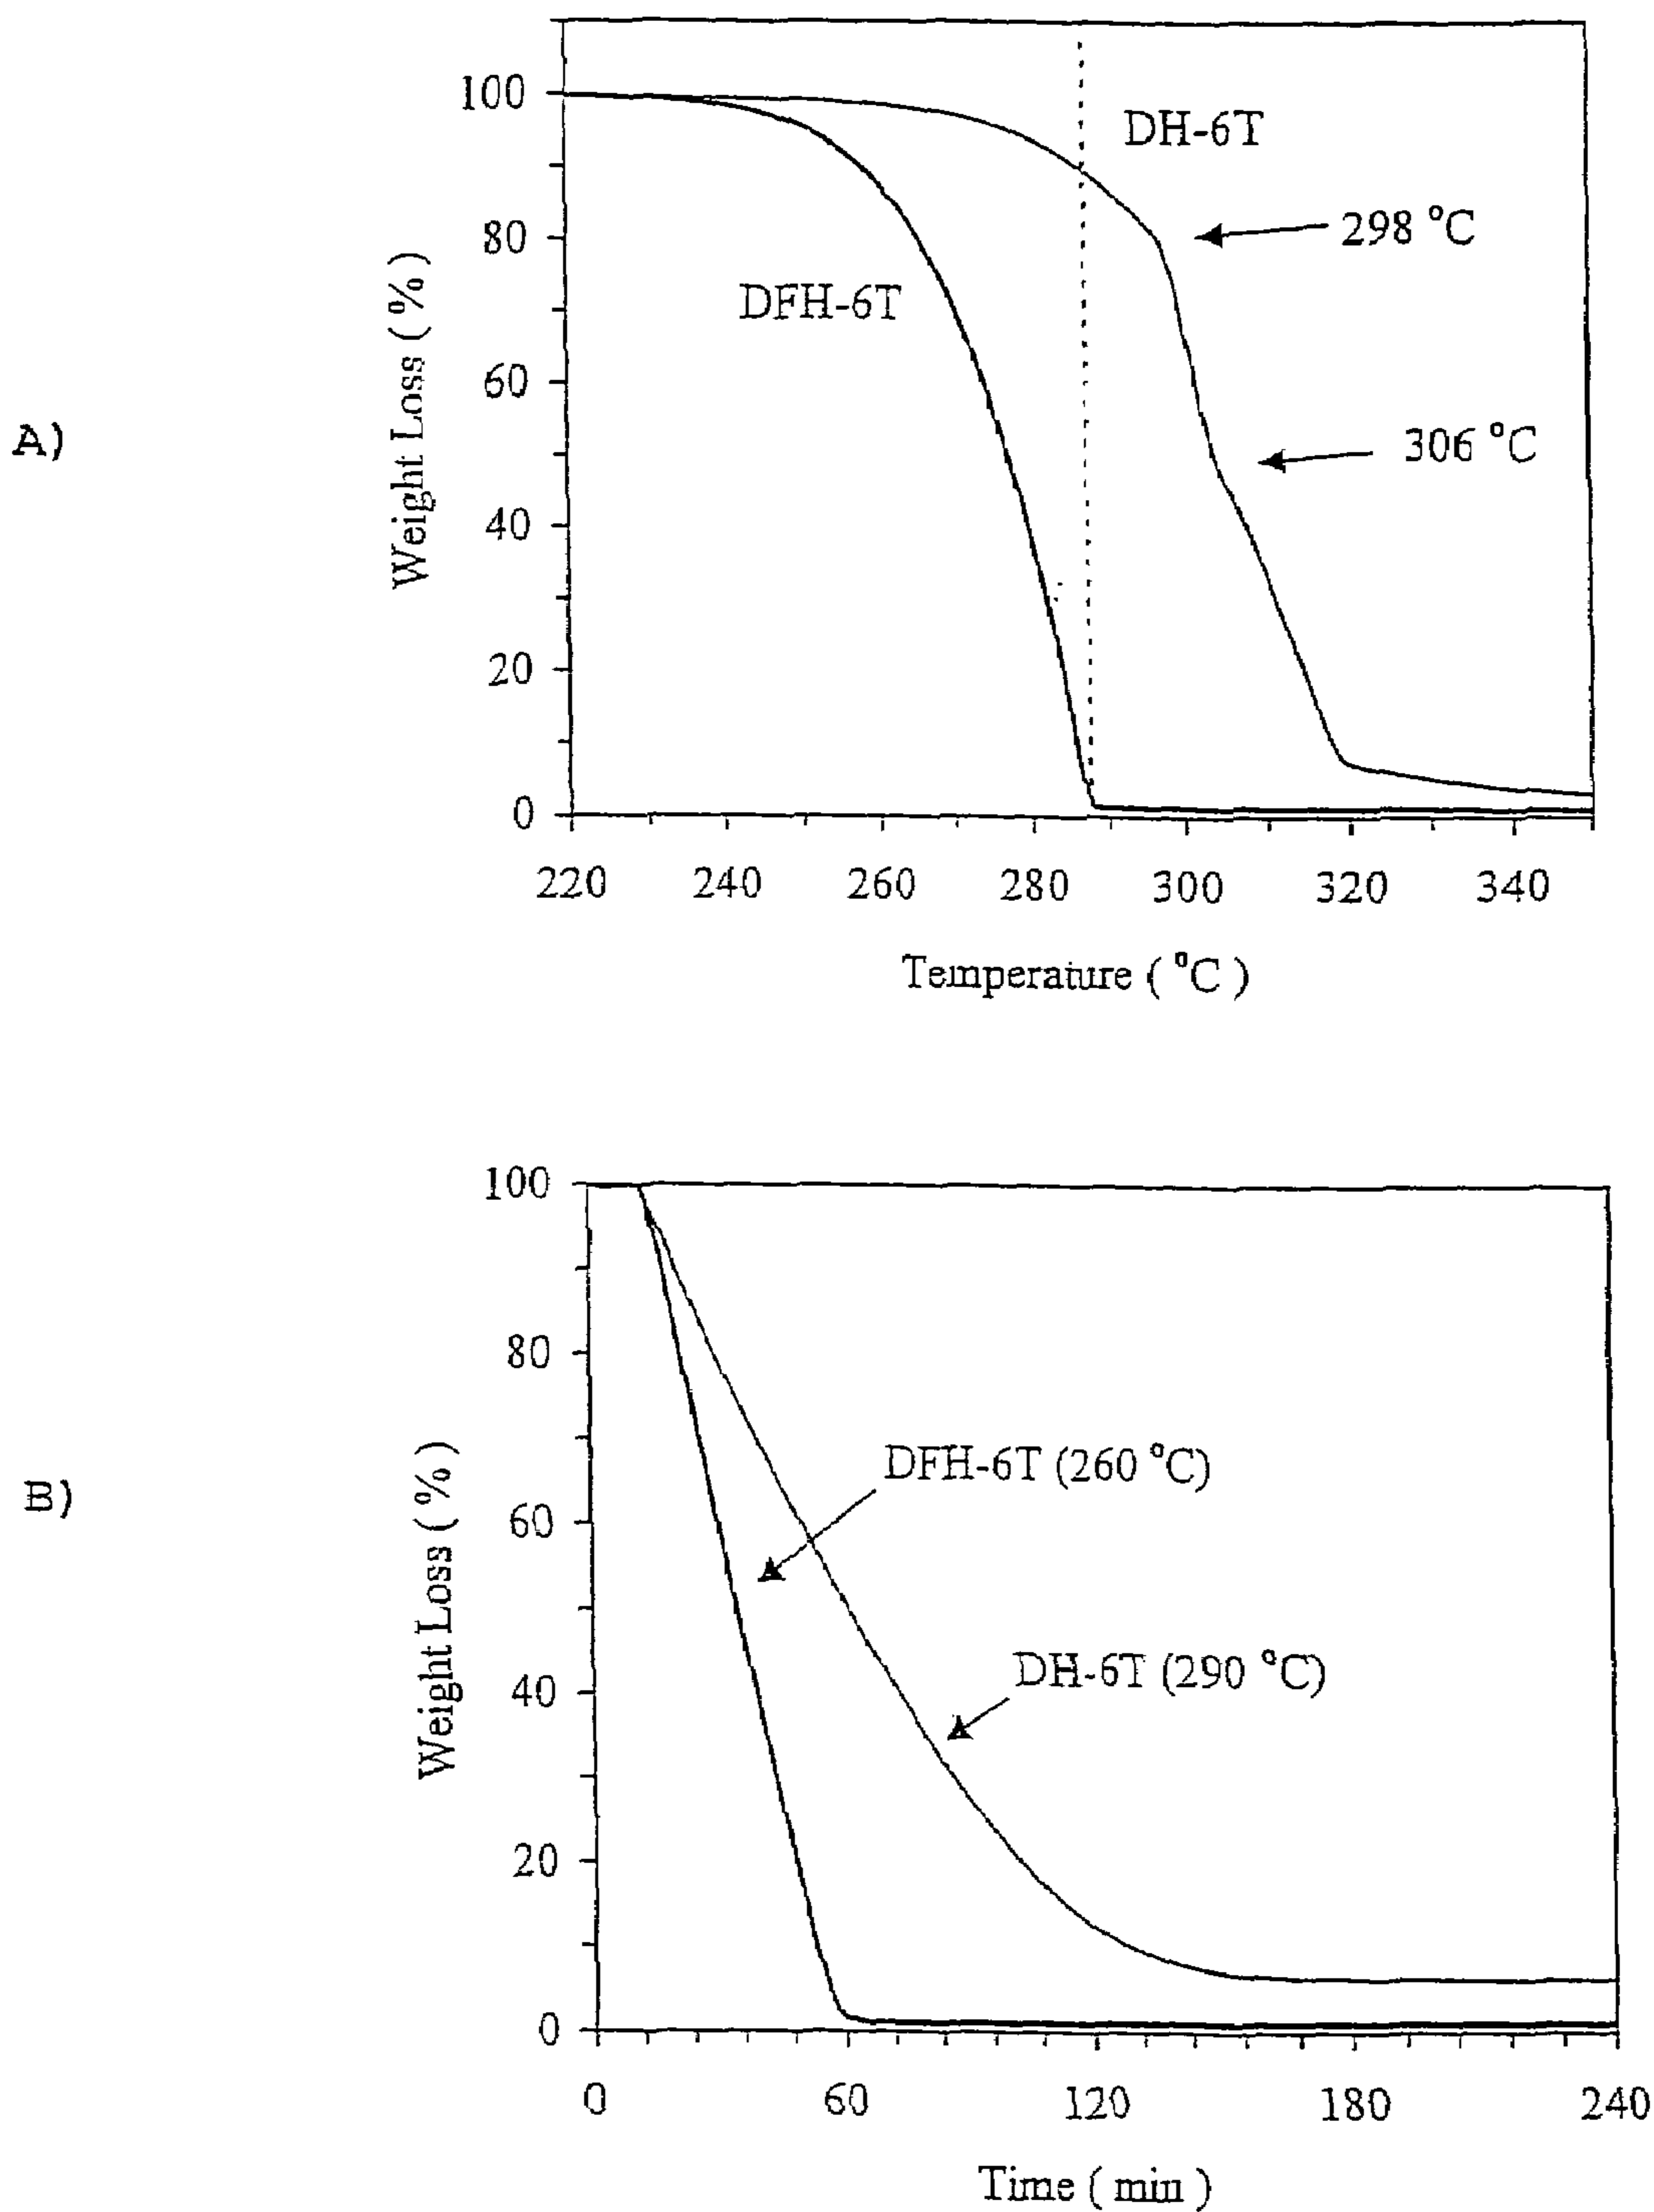 A)
Weight Loss ( % )
100
80
60
40
20
0
DH-6T
298 °C
DFH-6T
306 °C
220 240 260 280 300 320 340
Temperature ( °C )
B)
Weight Loss ( % )
100
80
60
40
20
0
DFH-6T (260 °C)
DH-6T (290 °C)
0 60 120 180 240
Time ( min )